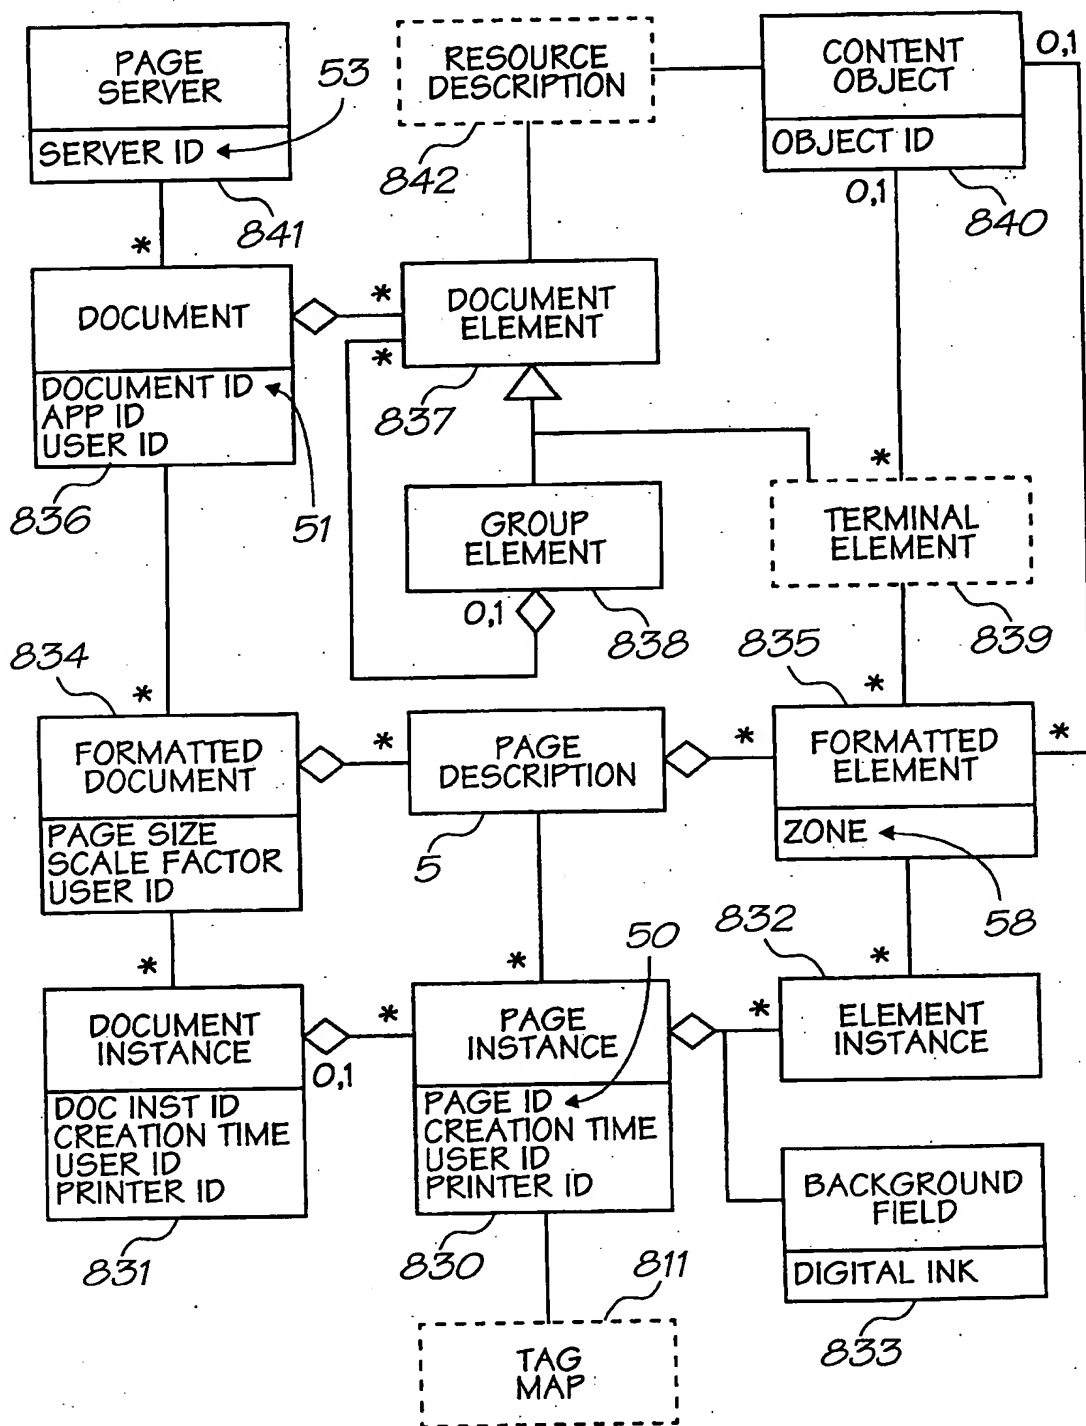 PAGE
SERVER
SERVER ID
53
841
RESOURCE
DESCRIPTION
842
CONTENT
OBJECT
OBJECT ID
0,1
0,1
840
*
DOCUMENT
DOCUMENT ID
APP ID
USER ID
836
51
*
*
DOCUMENT
ELEMENT
837
GROUP
ELEMENT
0,1
838
*
TERMINAL
ELEMENT
839
834
*
FORMATTED
DOCUMENT
PAGE SIZE
SCALE FACTOR
USER ID
*
PAGE
DESCRIPTION
5
835
*
*
*
FORMATTED
ELEMENT
ZONE
58
*
DOCUMENT
INSTANCE
0,1
DOC INST ID
CREATION TIME
USER ID
PRINTER ID
831
*
*
50
PAGE
INSTANCE
PAGE ID
CREATION TIME
USER ID
PRINTER ID
830
832
*
*
ELEMENT
INSTANCE
BACKGROUND
FIELD
DIGITAL INK
833
811
TAG
MAP